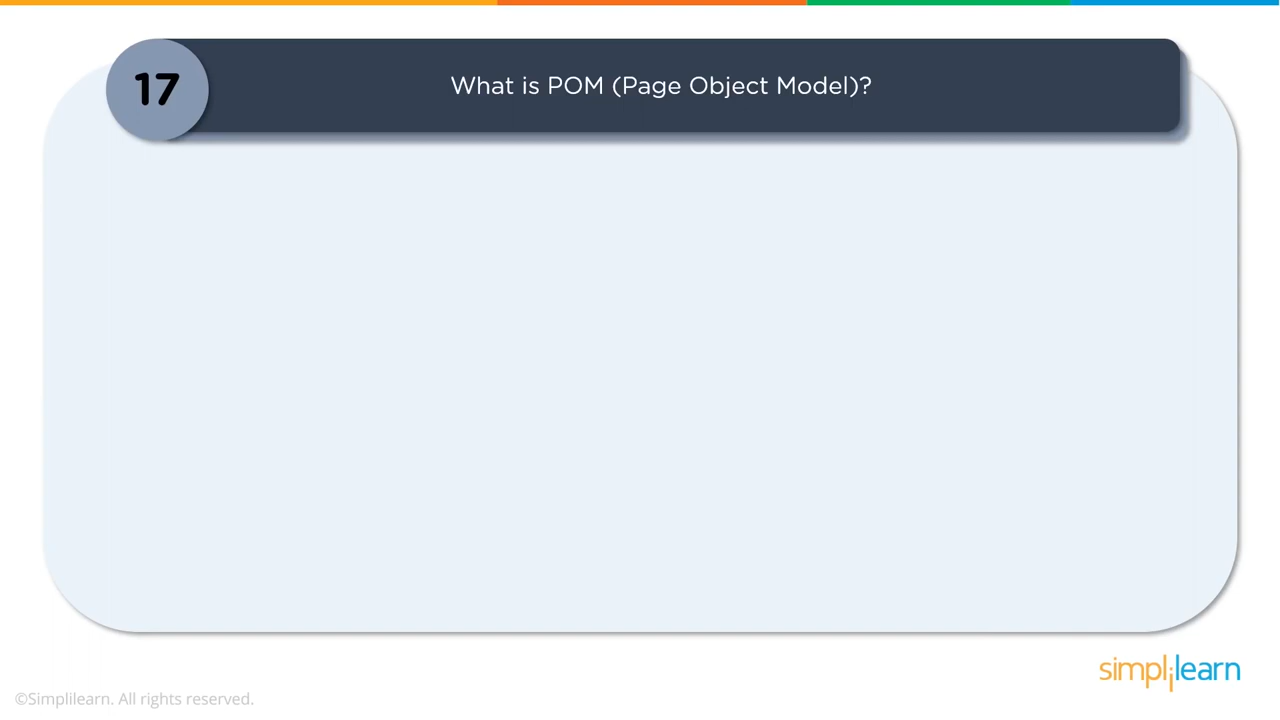 17
What is POM (Page Object Model)?
simplilearn
©Simplilearn. All rights reserved.